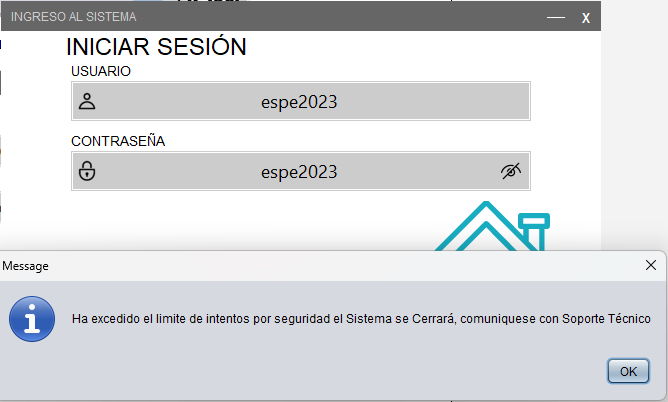 INGRESO AL SISTEMA
X
INICIAR SESIÓN
USUARIO
espe2023
CONTRASEÑA
espe2023
Message
Ha excedido el limite de intentos por seguridad el Sistema se Cerrará, comuniquese con Soporte Técnico
OK